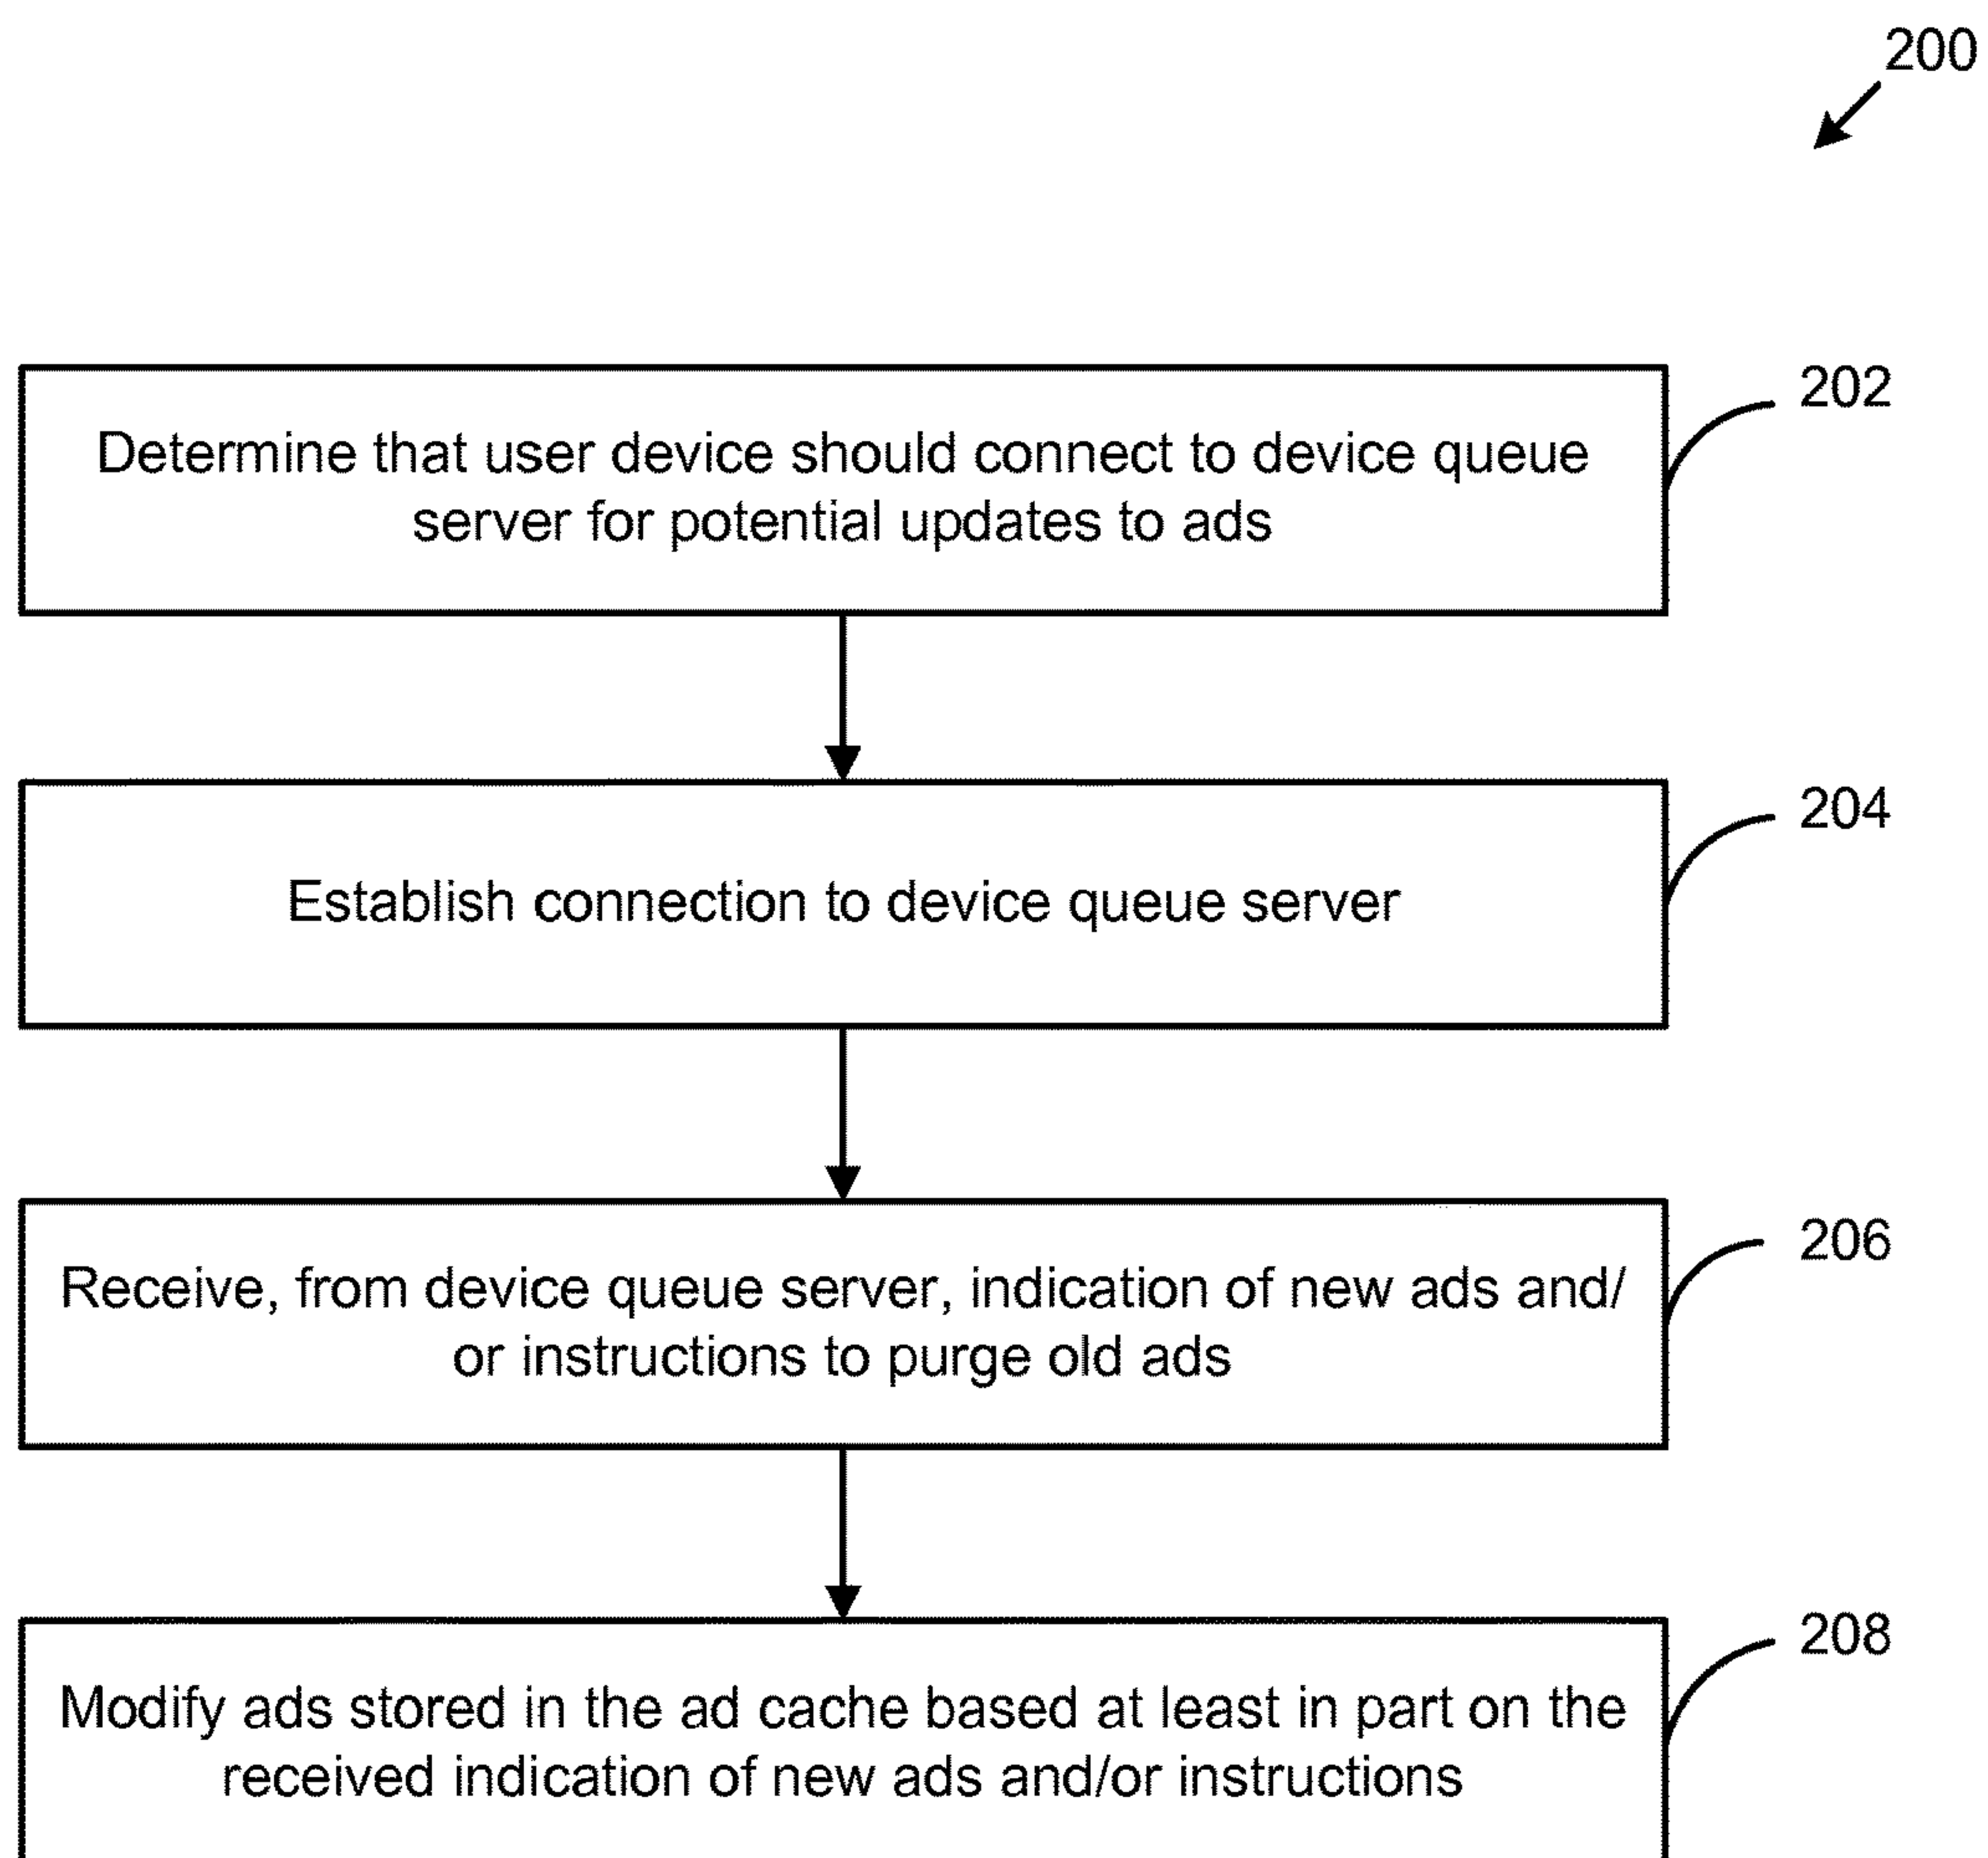 200
202
Determine that user device should connect to device queue
server for potential updates to ads
204
Establish connection to device queue server
206
Receive, from device queue server, indication of new ads and/
or instructions to purge old ads
208
Modify ads stored in the ad cache based at least in part on the
received indication of new ads and/or instructions